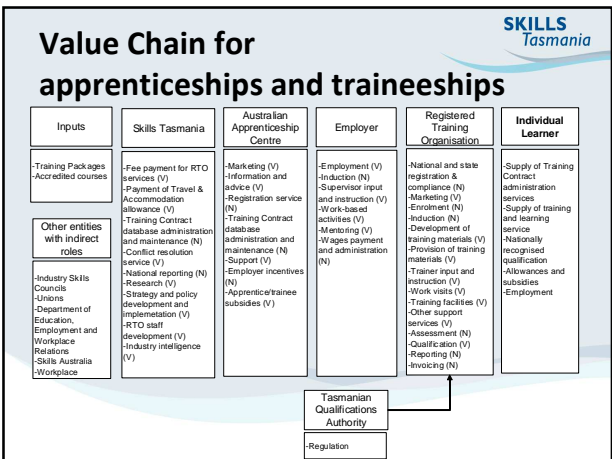 SKILLS
Tasmania
Value Chain for
apprenticeships and traineeships
Inputs
-Training Packages
-Accredited courses
Other entities
with indirect
roles
-Industry Skills
Councils
-Unions
-Department of
Education,
Employment and
Workplace
Relations
-Skills Australia
-Workplace
Skills Tasmania
-Fee payment for RTO
services (V)
-Payment of Travel &
Accommodation
allowance (V)
-Training Contract
database administration
and maintenance (N)
-Conflict resolution
service (V)
-National reporting (N)
-Research (V)
-Strategy and policy
development and
implemetation (V)
-RTO staff
development (V)
-Industry intelligence
(V)
Australian
Apprenticeship
Centre
-Marketing (V)
-Information and
advice (V)
-Registration service
(N)
-Training Contract
database
administration and
maintenance (N)
-Support (V)
-Employer incentives
(N)
-Apprentice/trainee
subsidies (V)
Employer
-Employment (V)
-Induction (N)
-Supervisor input
and instruction (V)
-Work-based
activities (V)
-Mentoring (V)
-Wages payment
and administration
(N)
Registered
Training
Organisation
-National and state
registration &
compliance (N)
-Marketing (V)
-Enrolment (N)
-Induction (N)
-Development of
training materials (V)
-Provision of training
materials (V)
-Trainer input and
instruction (V)
-Work visits (V)
-Training facilities (V)
-Other support
services (V)
-Assessment (N)
-Qualification (V)
-Reporting (N)
-Invoicing (N)
Individual
Learner
-Supply of Training
Contract
administration
services
-Supply of training
and learning
service
-Nationally
recognised
qualification
-Allowances and
subsidies
-Employment
Tasmanian
Qualifications
Authority
-Regulation